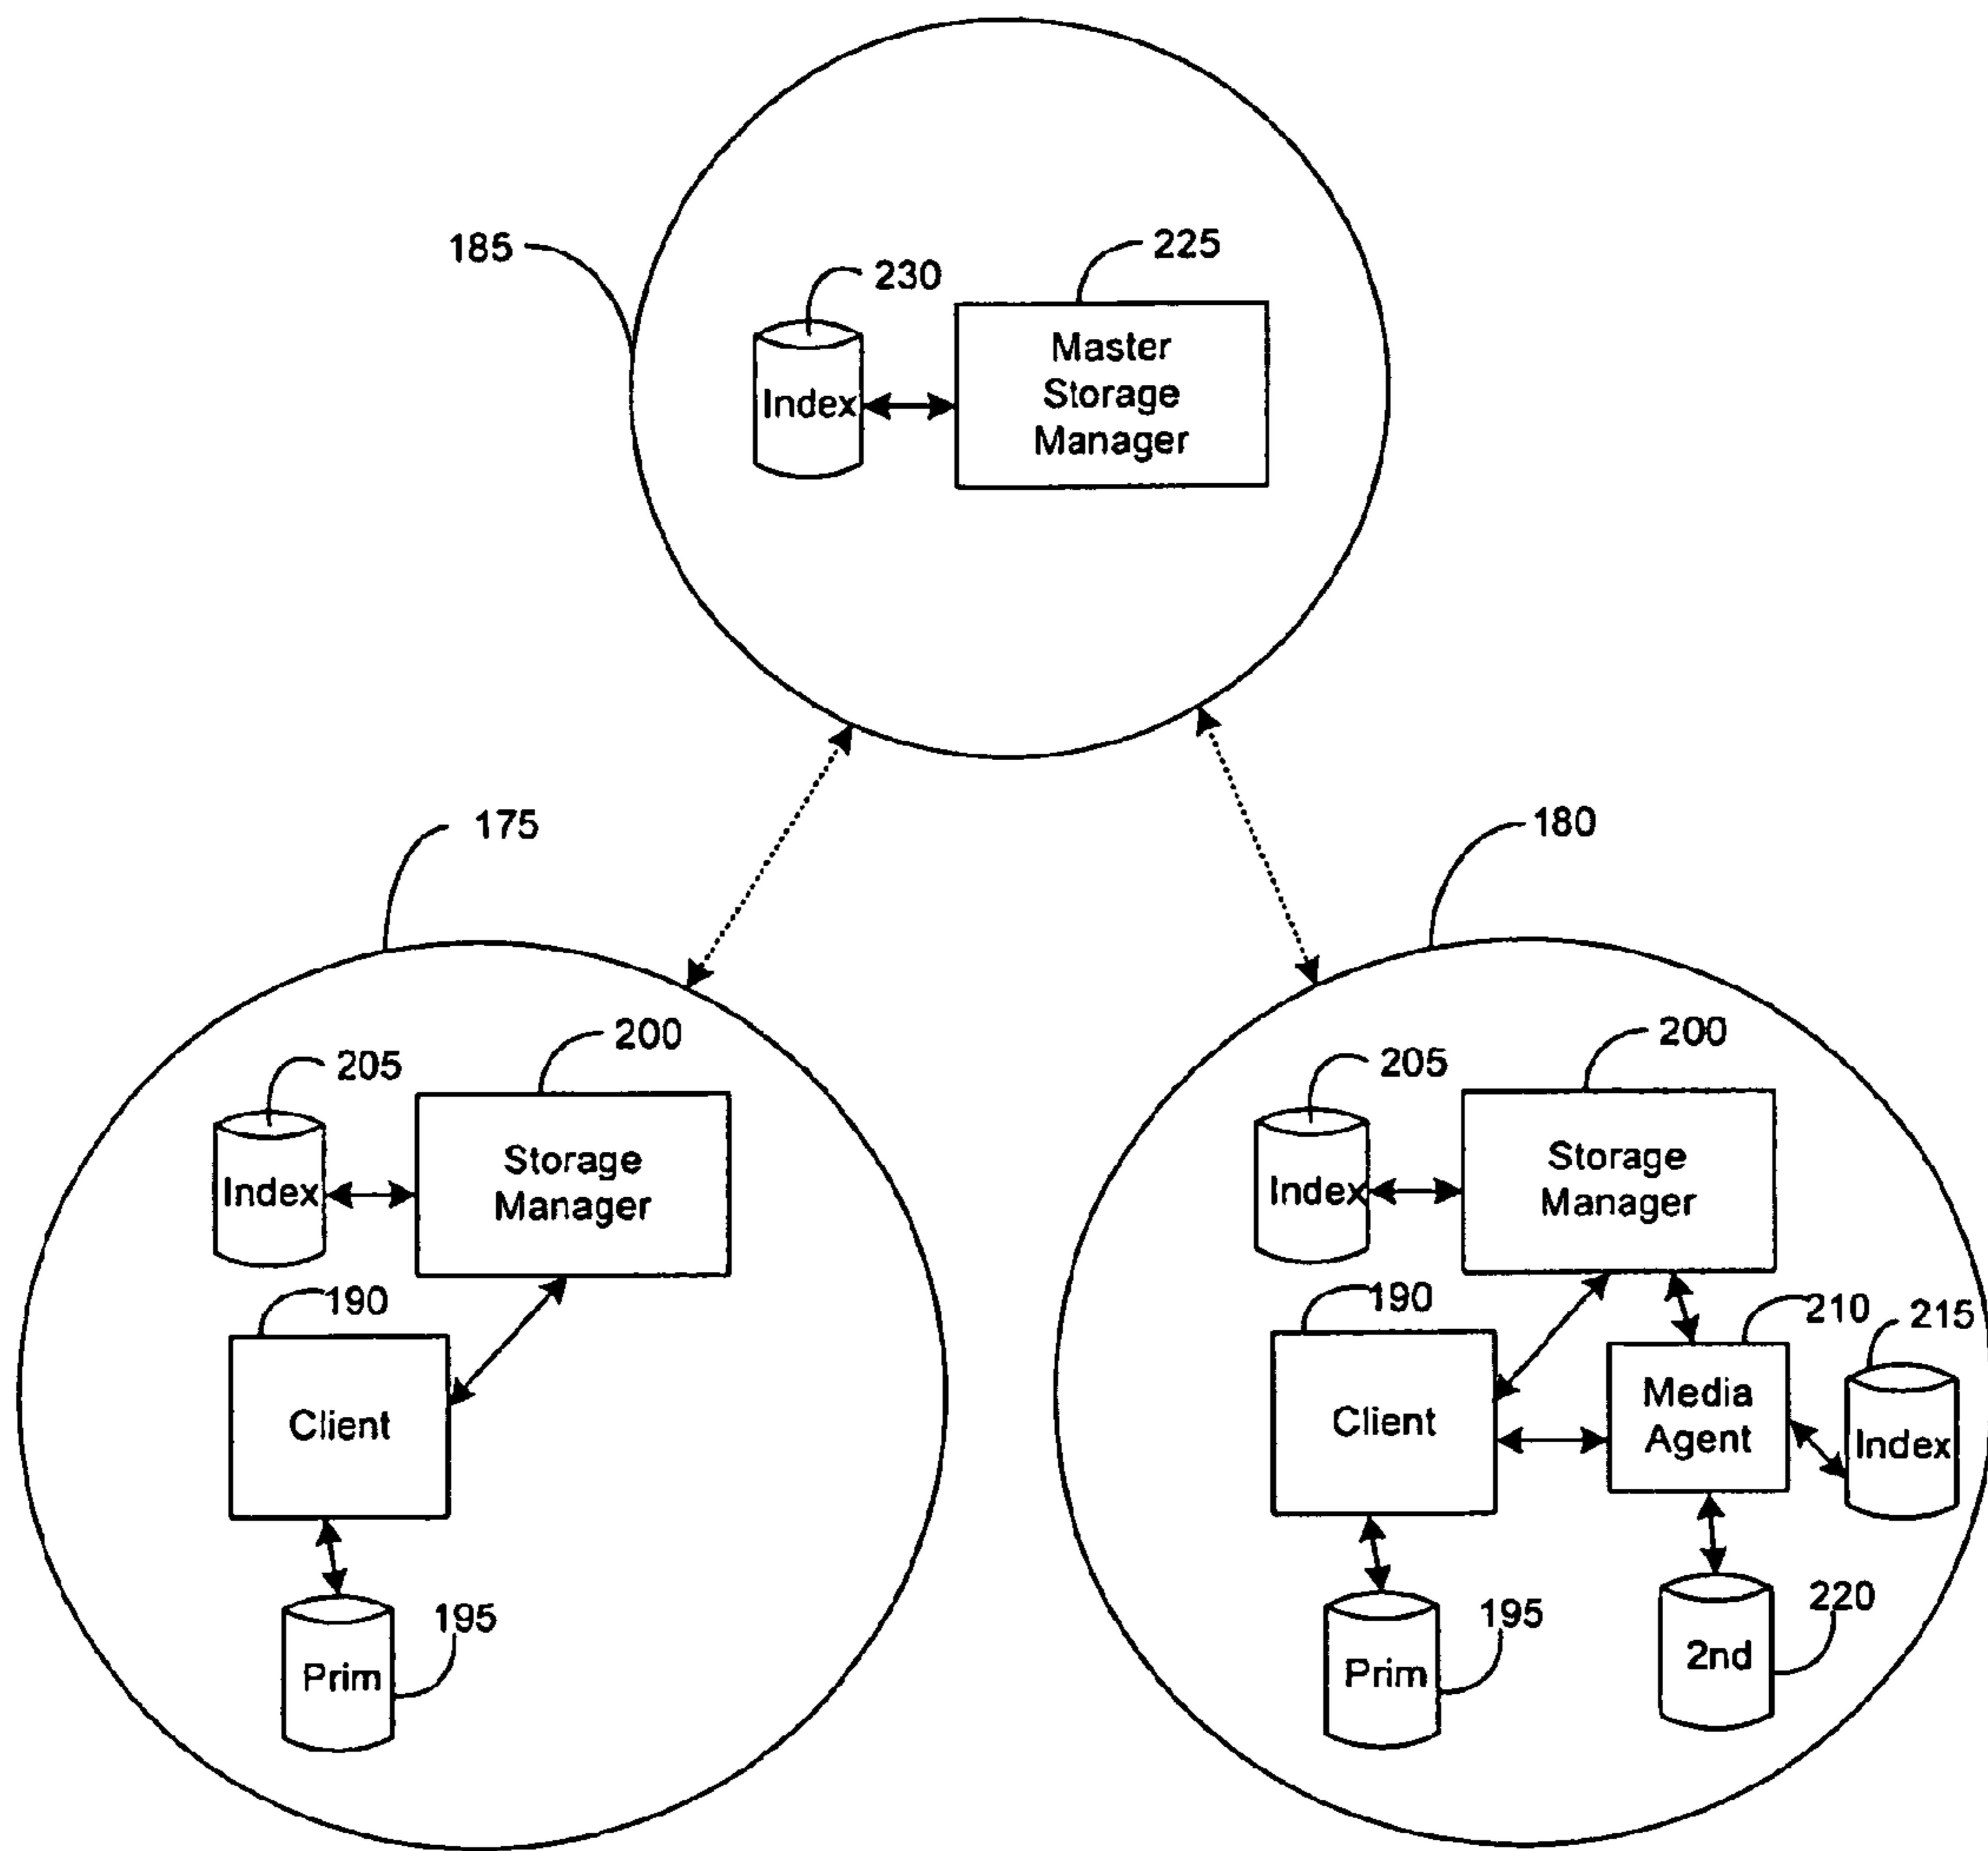 185
230
225
Index
Master
Storage
Manager
175
180
205
200
Index
Storage
Manager
190
Client
195
Prim
205
200
Index
Storage
Manager
190
210
215
Client
Media
Agent
Index
195
220
Prim
2nd